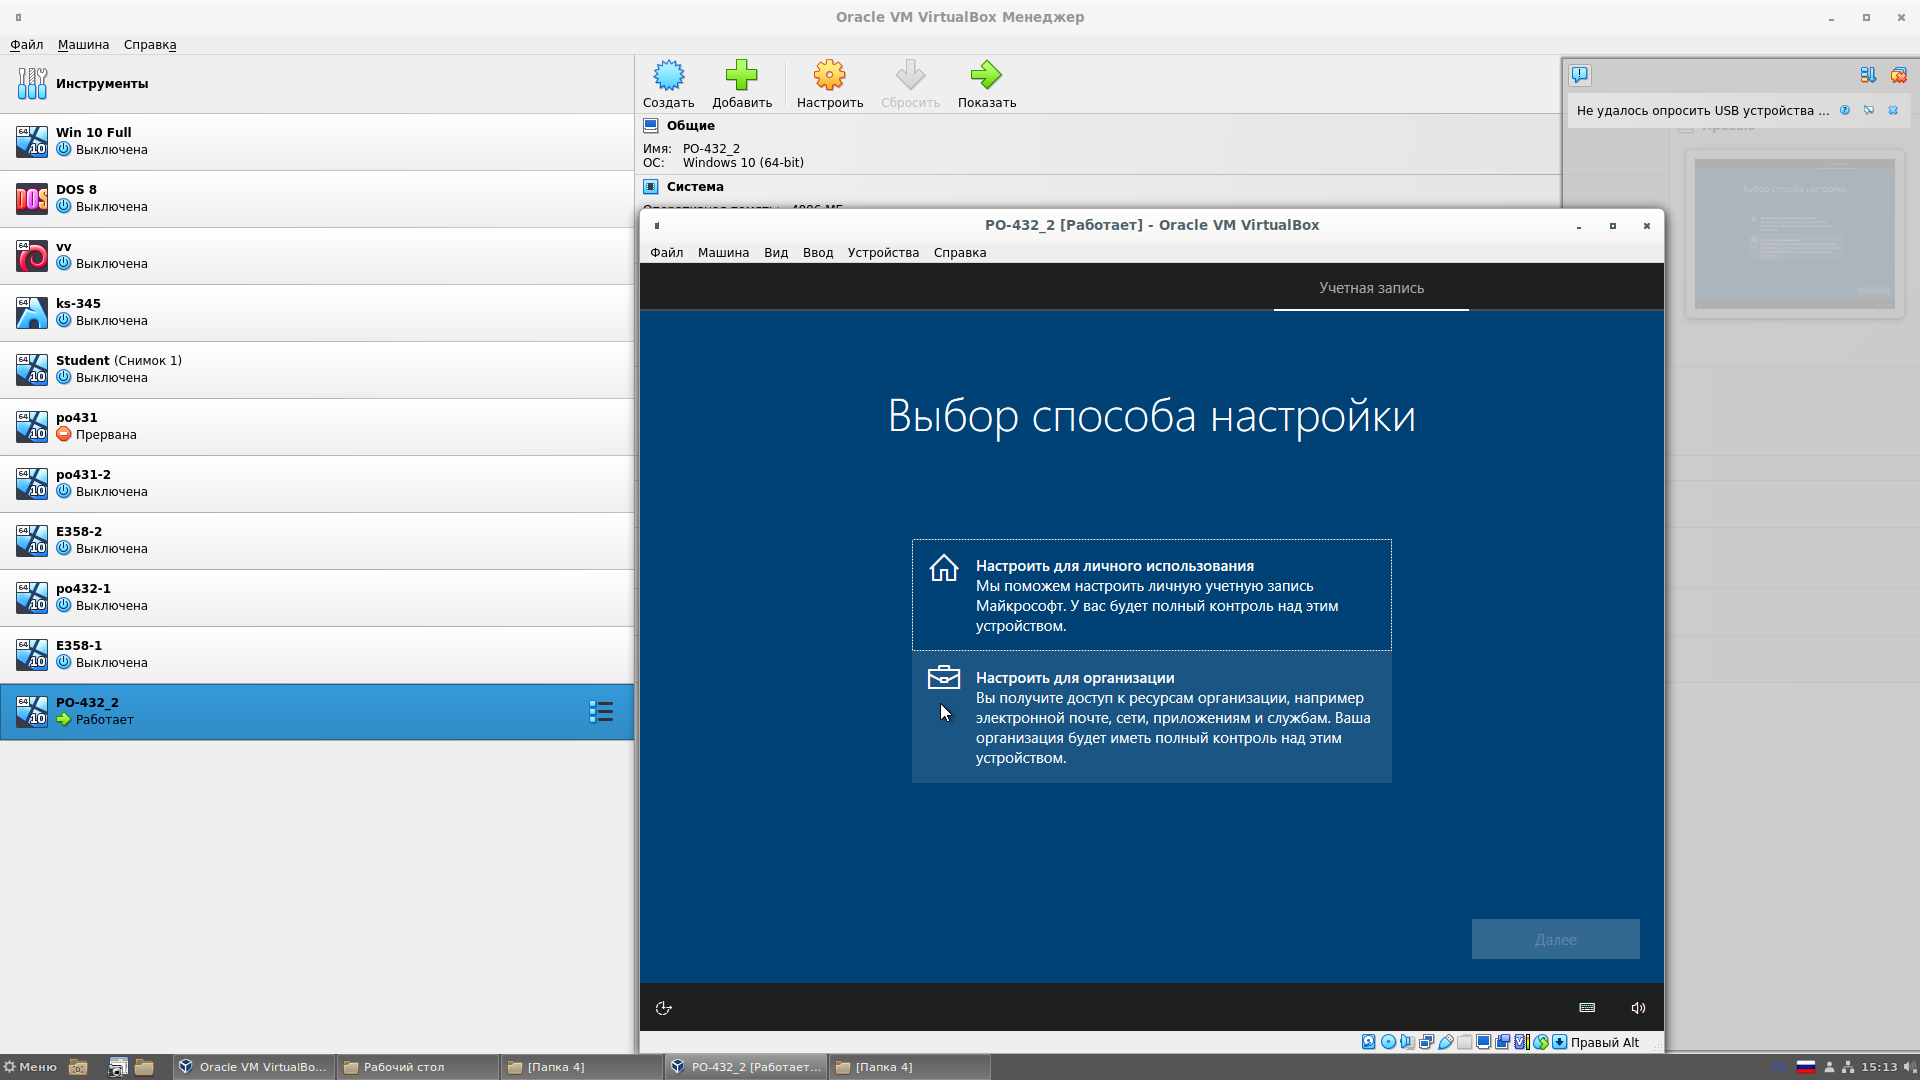 Oracle VM VirtualBox Менеджер
Файл Машина Справка
Инструменты
Win 10 Full
Выключена
DOS 8
Выключена
vv
Выключена
ks-345
Выключена
Student (Снимок 1)
Выключена
po431
Прервана
po431-2
Выключена
E358-2
Выключена
po432-1
Выключена
E358-1
Выключена
PO-432_2
Работает
Создать Добавить Настроить Сбросить Показать
Общие
Имя: PO-432_2
ОС: Windows 10 (64-bit)
Система
Не удалось опросить USB устройства ...
Выбор способа настройки
PO-432_2 [Работает] - Oracle VM VirtualBox
Файл Машина Вид Ввод Устройства Справка
Учетная запись
Выбор способа настройки
Настроить для личного использования
Мы поможем настроить личную учетную запись
Майкрософт. У вас будет полный контроль над этим
устройством.
Настроить для организации
Вы получите доступ к ресурсам организации, например
электронной почте, сети, приложениям и службам. Ваша
организация будет иметь полный контроль над этим
устройством.
Далее
Правый Alt
Меню
Oracle VM VirtualBo...
Рабочий стол
[Папка 4]
PO-432_2 [Работает...
[Папка 4]
15:13